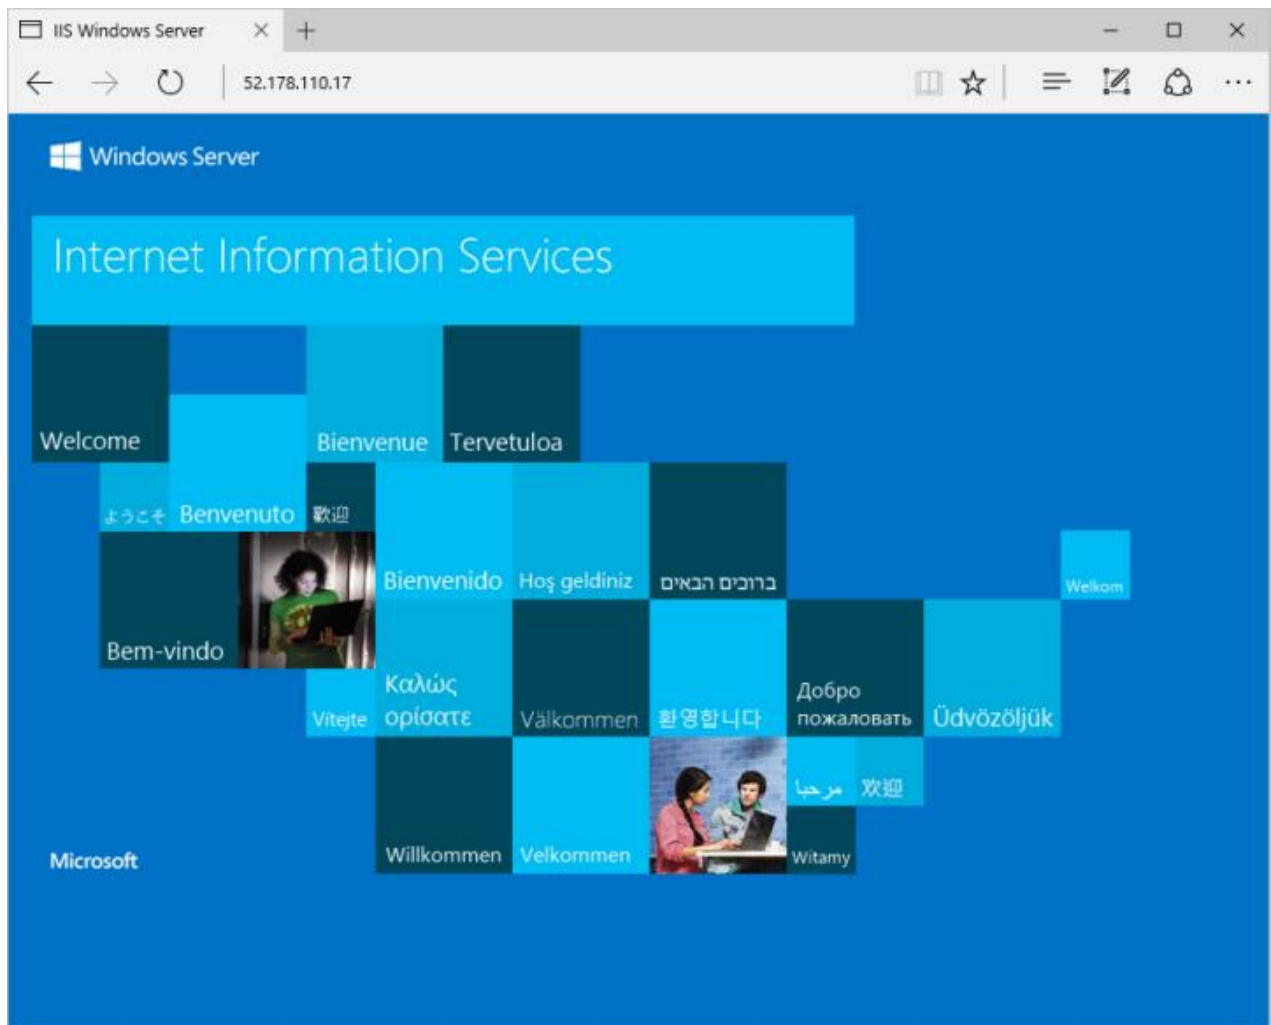 IIS Windows Server
52.178.110.17
Windows Server
Internet Information Services
Welcome
Bienvenue
Tervetuloa
ようこそ
Benvenuto
歡迎
Bienvenido
Hoş geldiniz
ברוכים הבאים
Welkom
Bem-vindo
Vítejte
Καλώς
ορίσατε
Välkommen
환영합니다
Добро
пожаловать
Üdvözöljük
مرحبا
欢迎
Microsoft
Willkommen
Velkommen
Witamy